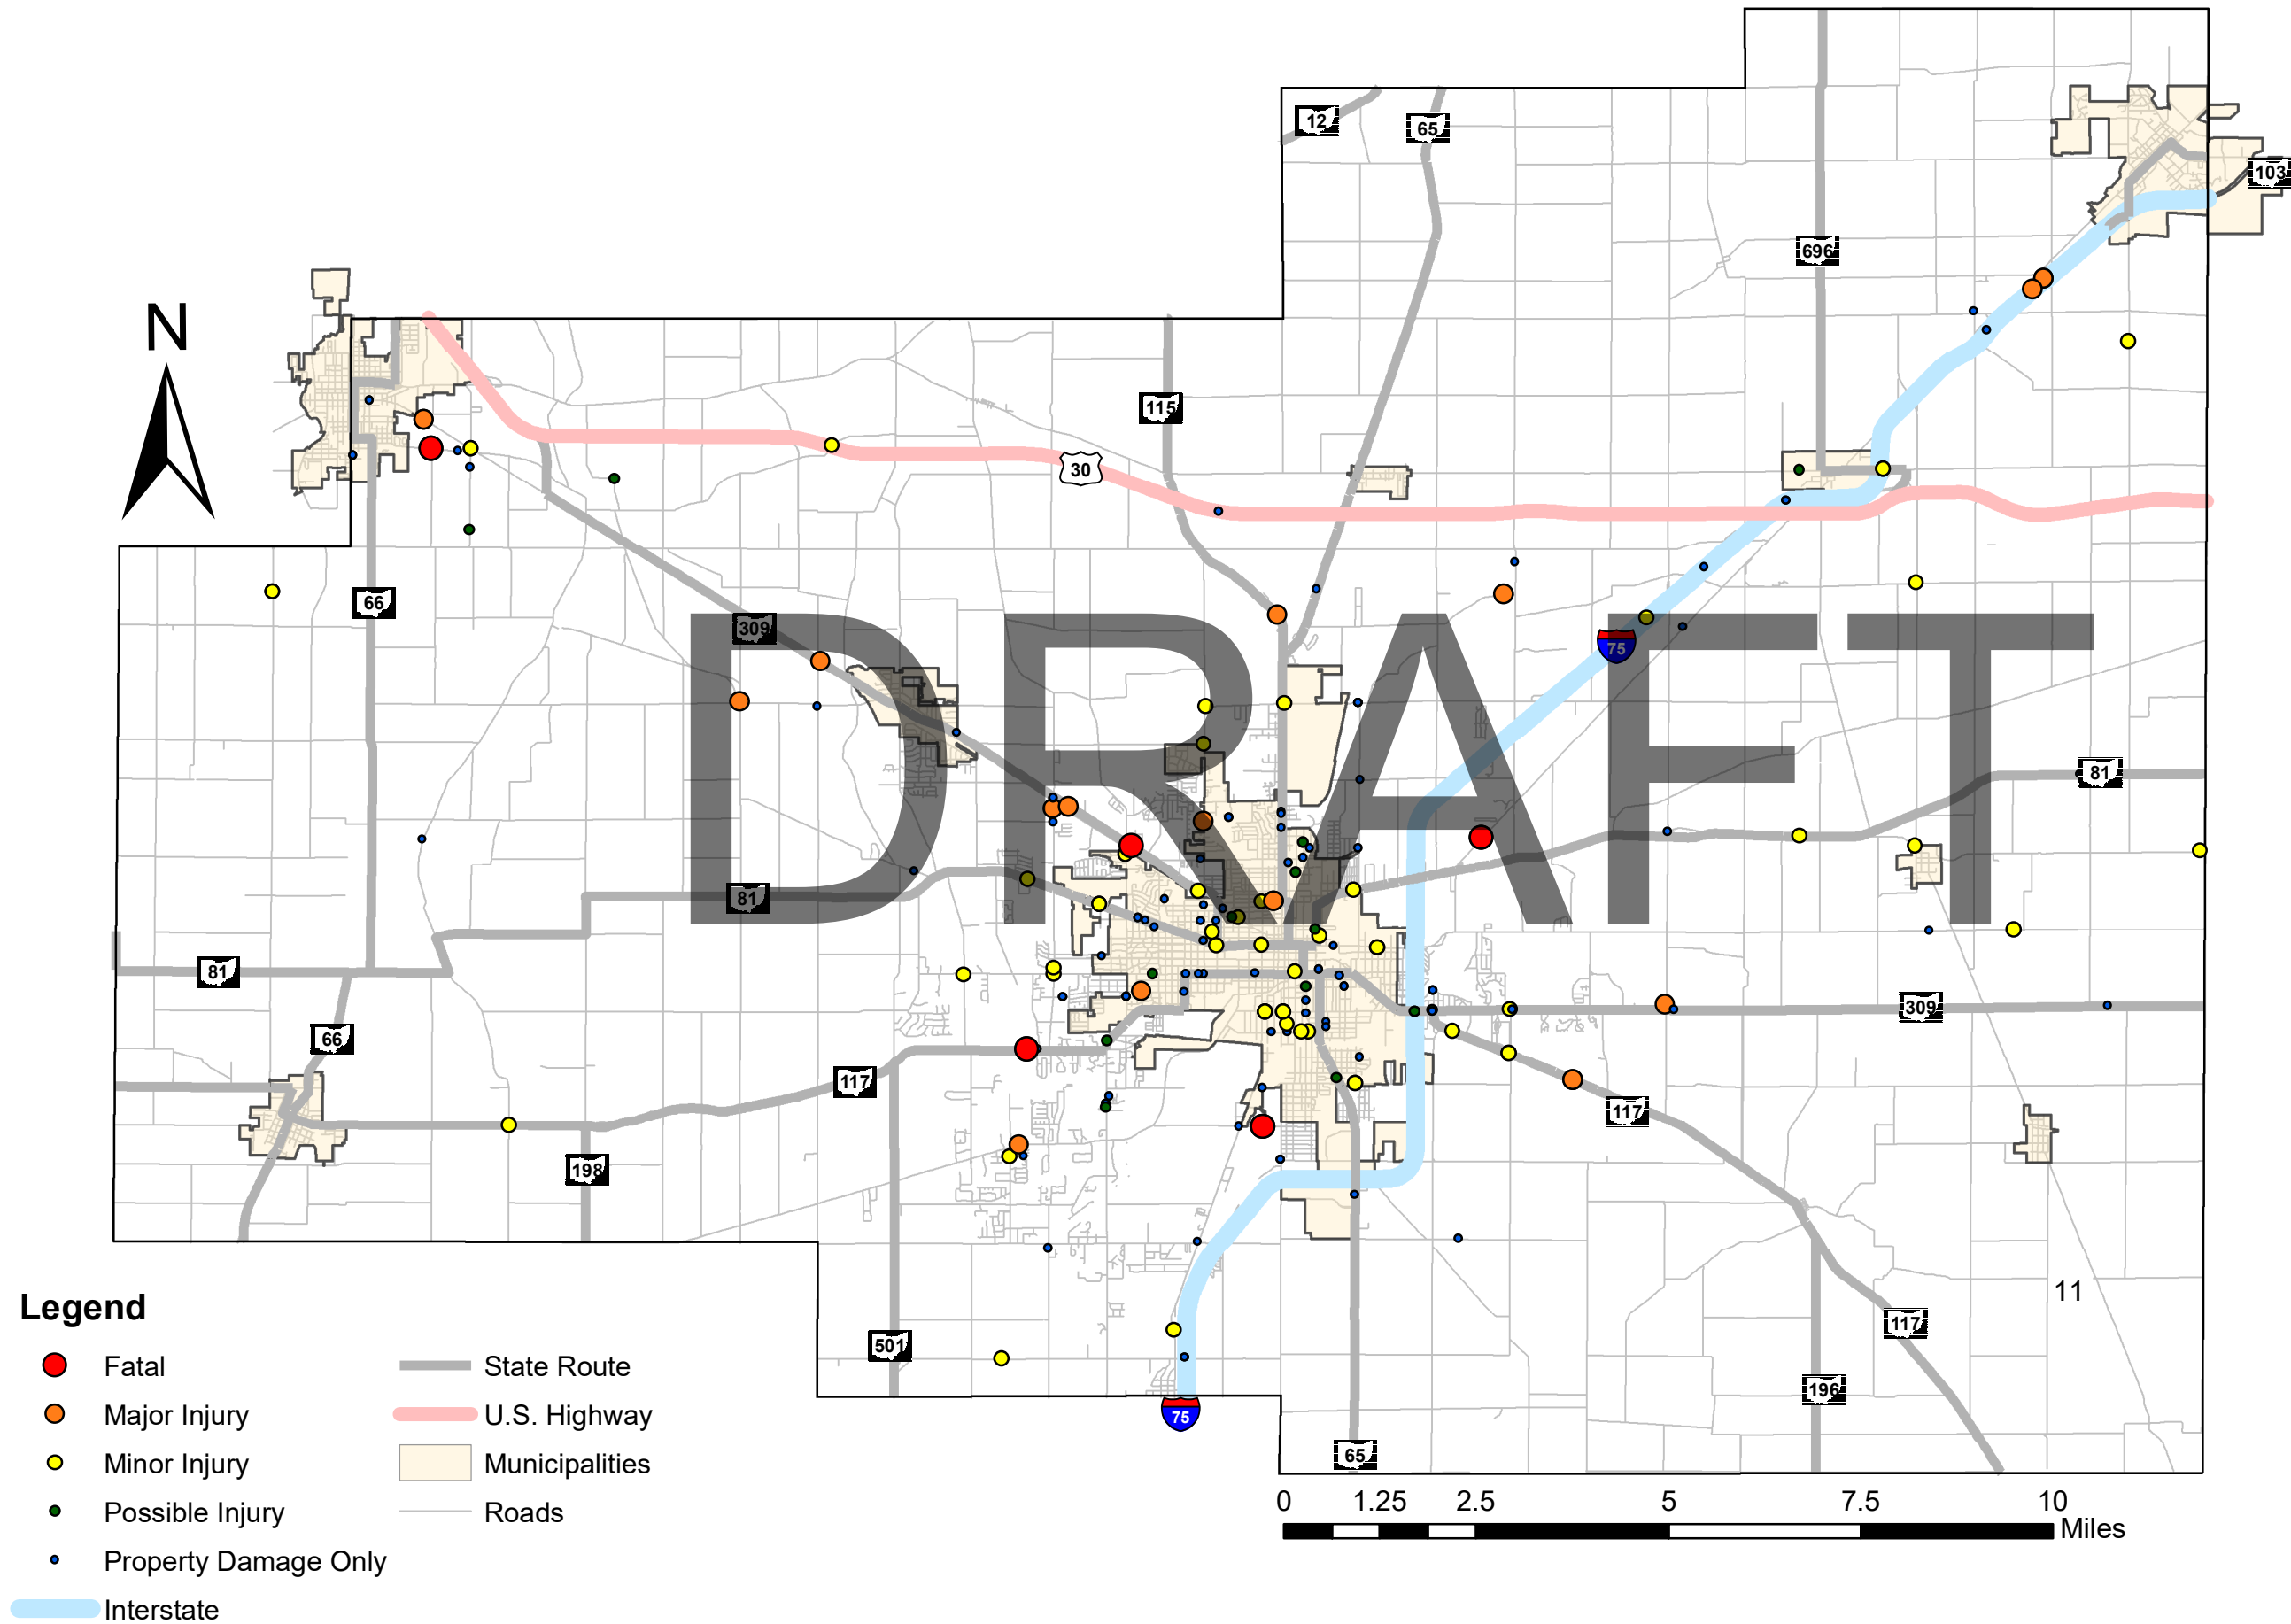 12
65
103
696
N
115
30
66
309
75
DRAFT
81
81
81
309
66
117
117
198
11
Legend
117
501
Fatal
State Route
196
Major Injury
U.S. Highway
75
65
Minor Injury
Municipalities
0 1.25 2.5 5 7.5 10
Possible Injury
Roads
Miles
Property Damage Only
Interstate